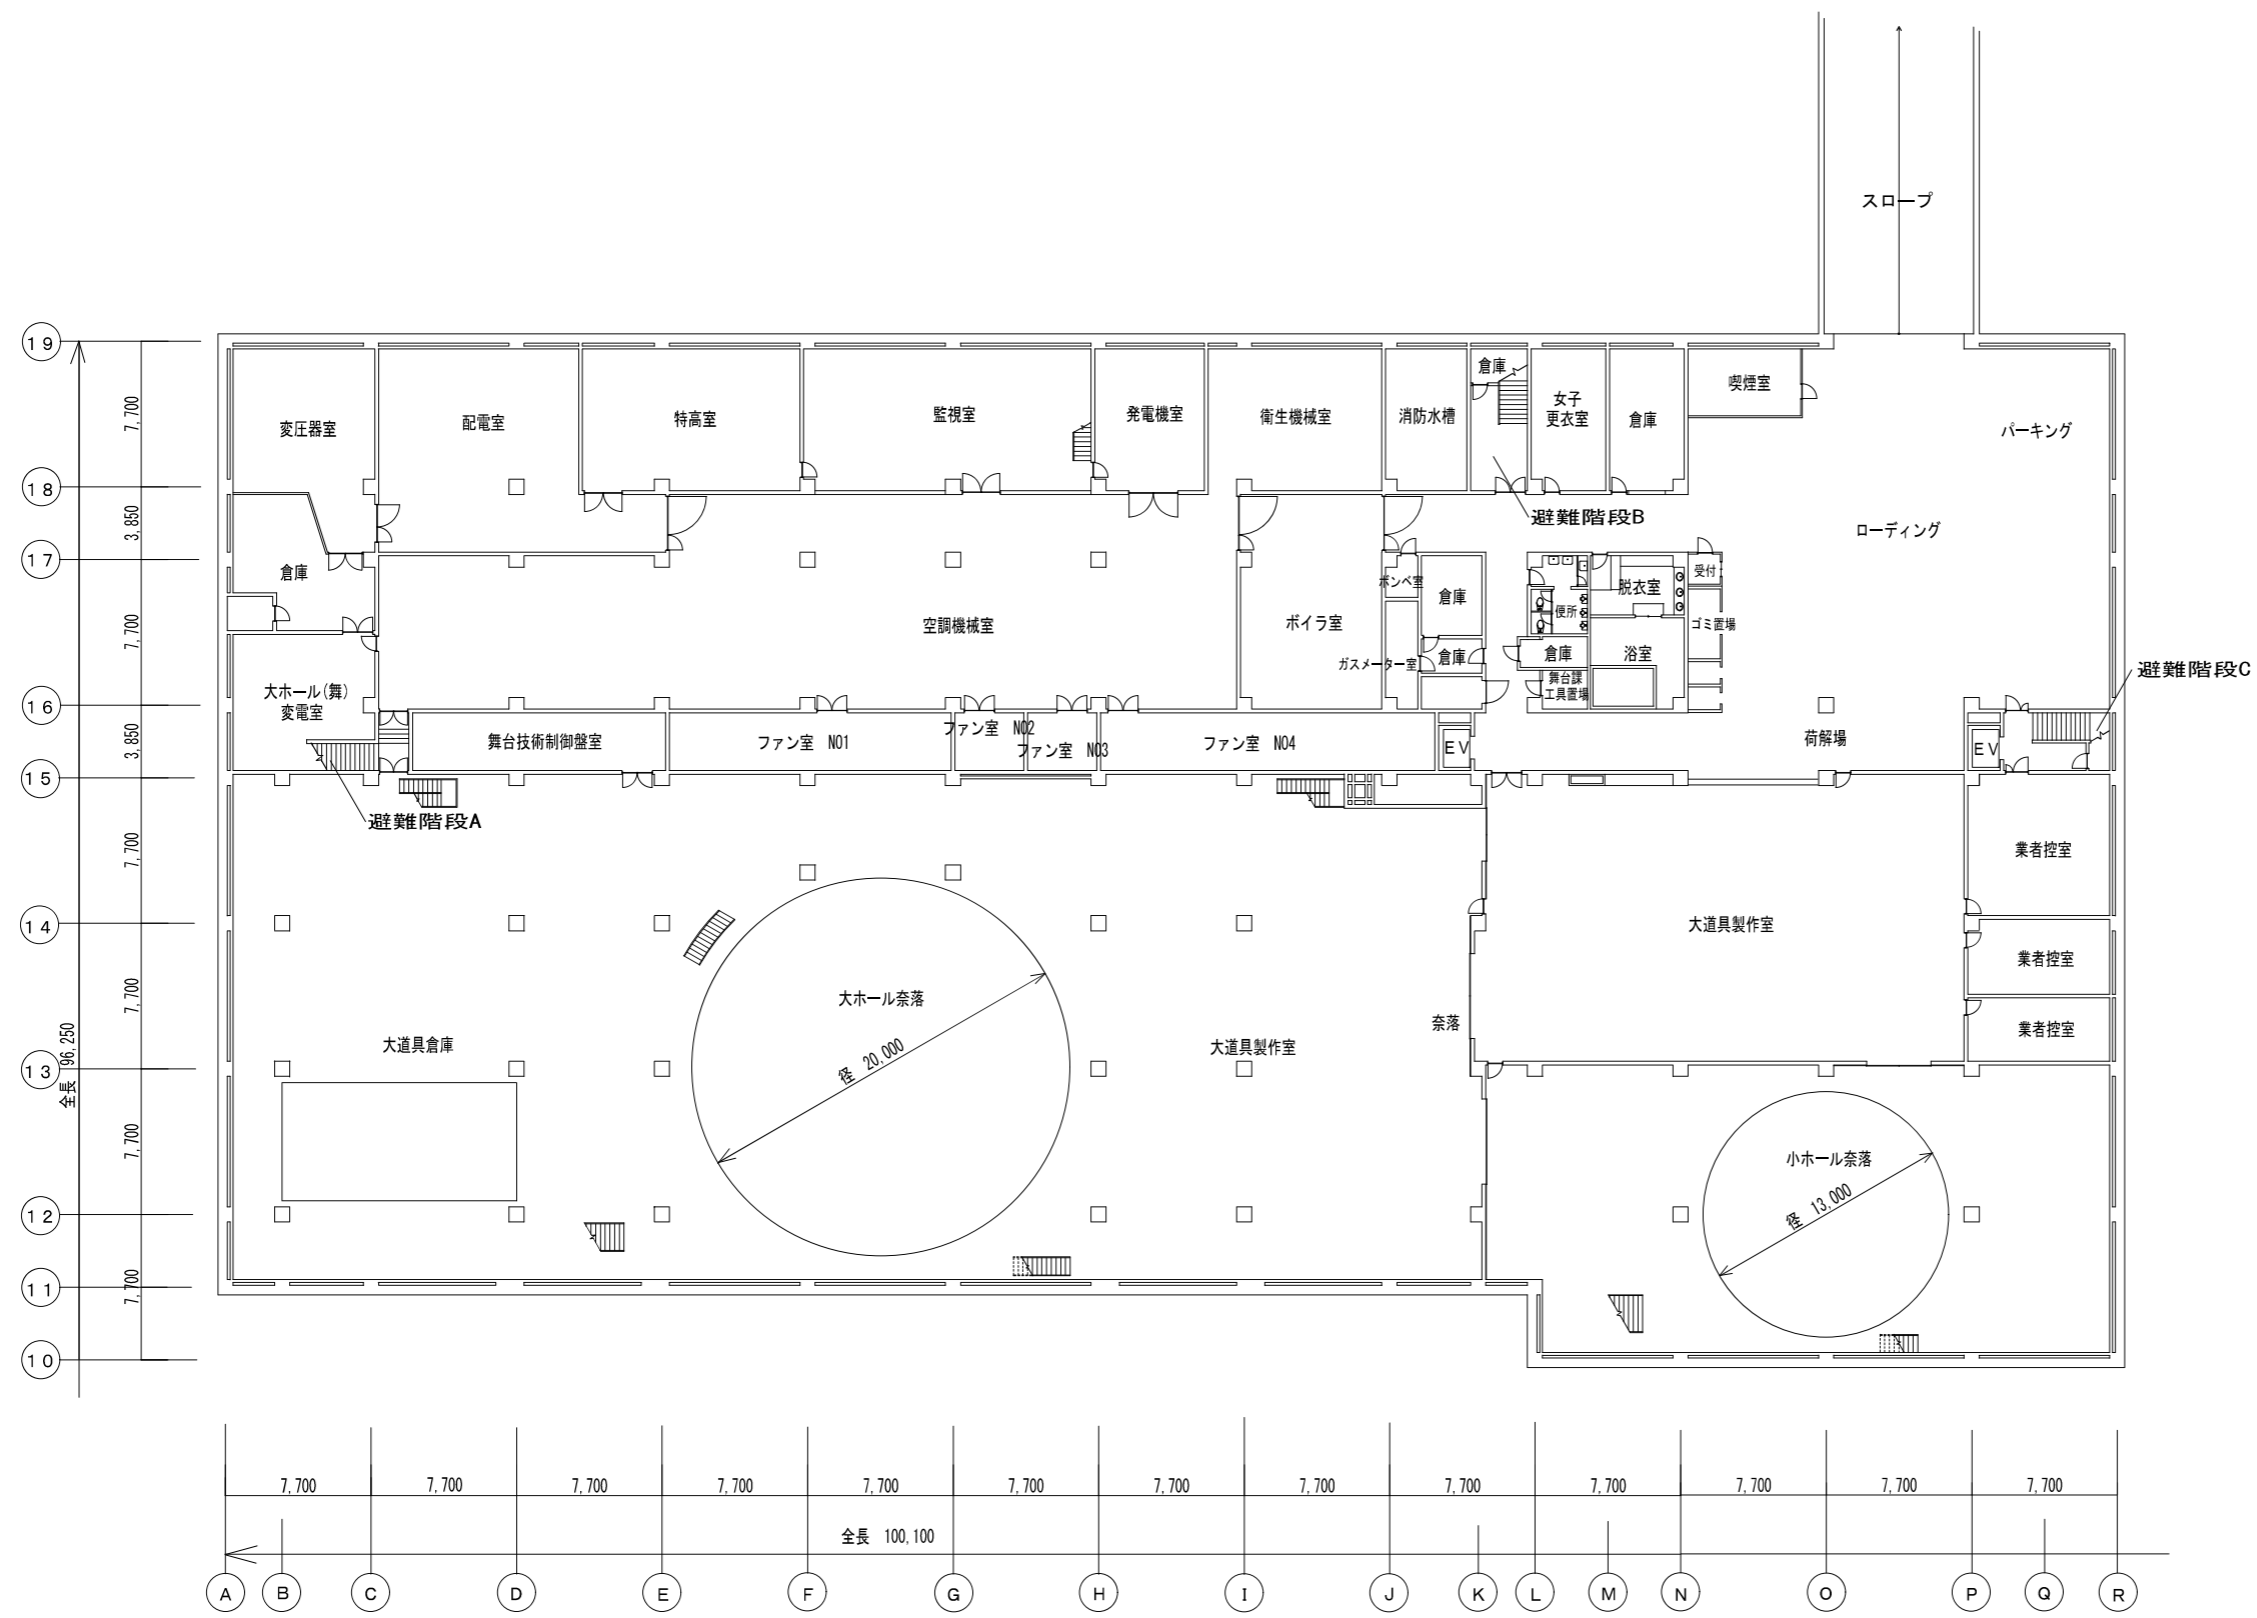 スロープ
19
7,700
変圧器室
配電室
特高室
監視室
発電機室
衛生機械室
消防水槽
倉庫
女子
更衣室
倉庫
喫煙室
パーキング
18
避難階段B
ローディング
3,850
17
倉庫
ボンベ室
倉庫
便所
脱衣室
受付
空調機械室
ボイラ室
ゴミ置場
7,700
ガスメーター室
倉庫
倉庫
浴室
避難階段C
大ホール(舞)
変電室
舞台課
工具置場
16
3,850
舞台技術制御盤室
ファン室 NO1
ファン室 NO2
ファン室 NO3
ファン室 NO4
EV
荷解場
EV
15
避難階段A
7,700
業者控室
14
大道具製作室
業者控室
7,700
大ホール奈落
奈落
業者控室
大道具倉庫
径 20,000
大道具製作室
全長 96,250
13
7,700
小ホール奈落
径 13,000
12
7,700
11
10
7,700
7,700
7,700
7,700
7,700
7,700
7,700
7,700
7,700
7,700
7,700
7,700
7,700
全長 100,100
A
B
C
D
E
F
G
H
I
J
K
L
M
N
O
P
Q
R